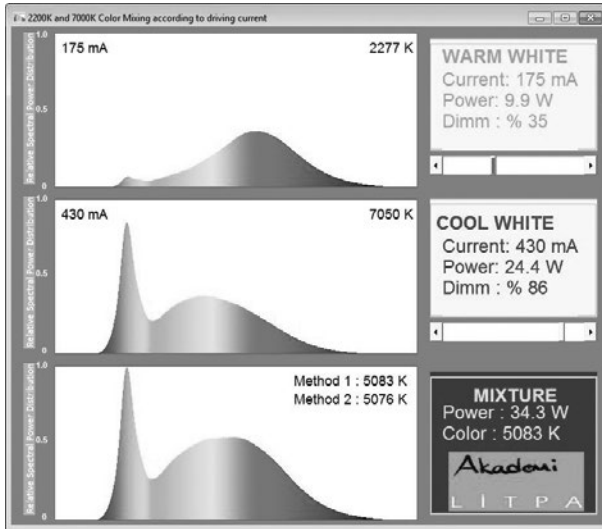 2200K and 7000K Color Mixing according to driving current
Relative Spectral Power Distribution
1.0
0.5
0
175 mA
2277 K
WARM WHITE
Current: 175 mA
Power: 9.9 W
Dimm : % 35
Relative Spectral Power Distribution
1.0
0.5
0
430 mA
7050 K
COOL WHITE
Current: 430 mA
Power: 24.4 W
Dimm : % 86
Relative Spectral Power Distribution
1.0
0.5
0
Method 1 : 5083 K
Method 2 : 5076 K
MIXTURE
Power : 34.3 W
Color : 5083 K
Akademi
LİTPA